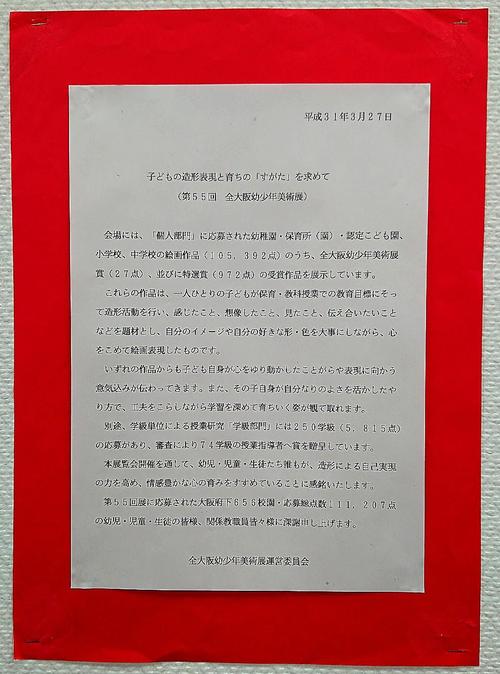 平成31年3月27日
子どもの造形表現と育ちの「すがた」を求めて
(第55回　全大阪幼少年美術展)
会場には、「個人部門」に応募された幼稚園・保育所(園)・認定こども園、
小学校、中学校の絵画作品(105,392点)のうち、全大阪幼少年美術展
賞(27点)、並びに特選賞(972点)の受賞作品を展示しています。
これらの作品は、一人ひとりの子どもが保育・教科授業での教育目標にそっ
て造形活動を行い、感じたこと、想像したこと、見たこと、伝え合いたいこと
などを題材とし、自分のイメージや自分の好きな形・色を大事にしながら、心
をこめて絵画表現したものです。
いずれの作品からも子ども自身が心をゆり動かしたことがらや表現に向かう
意気込みが伝わってきます。また、その子自身が自分なりのよさを活かしたや
り方で、工夫をこらしながら学習を深めて育ちいく姿が観て取れます。
別途、学級単位による授業研究「学級部門」には250学級(5,815点)
の応募があり、審査により74学級の授業指導者へ賞を贈呈しています。
本展覧会開催を通して、幼児・児童・生徒たち誰もが、造形による自己実現
の力を高め、情感豊かな心の育みをすすめていることに感銘いたします。
第55回展に応募された大阪府下656校園・応募総点数111,207点
の幼児・児童・生徒の皆様、関係教職員皆々様に深謝申し上げます。
全大阪幼少年美術展運営委員会